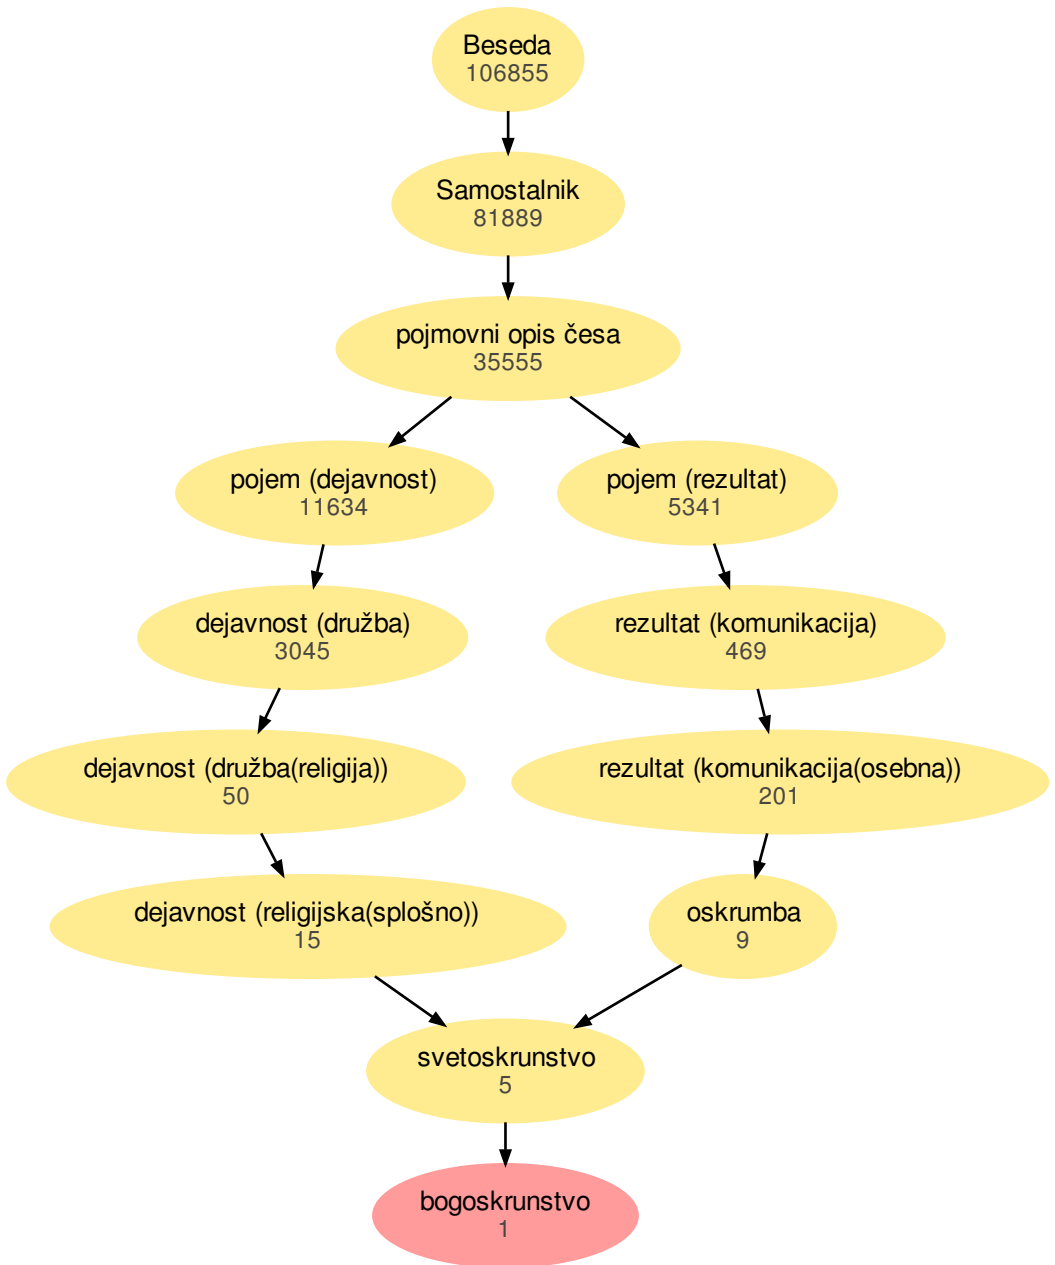 Beseda
106855
Samostalnik
81889
pojmovni opis česa
35555
pojem (dejavnost)
11634
pojem (rezultat)
5341
dejavnost (družba)
3045
rezultat (komunikacija)
469
dejavnost (družba(religija))
50
rezultat (komunikacija(osebna))
201
dejavnost (religijska(splošno))
15
oskrumba
9
svetoskrunstvo
5
bogoskrunstvo
1